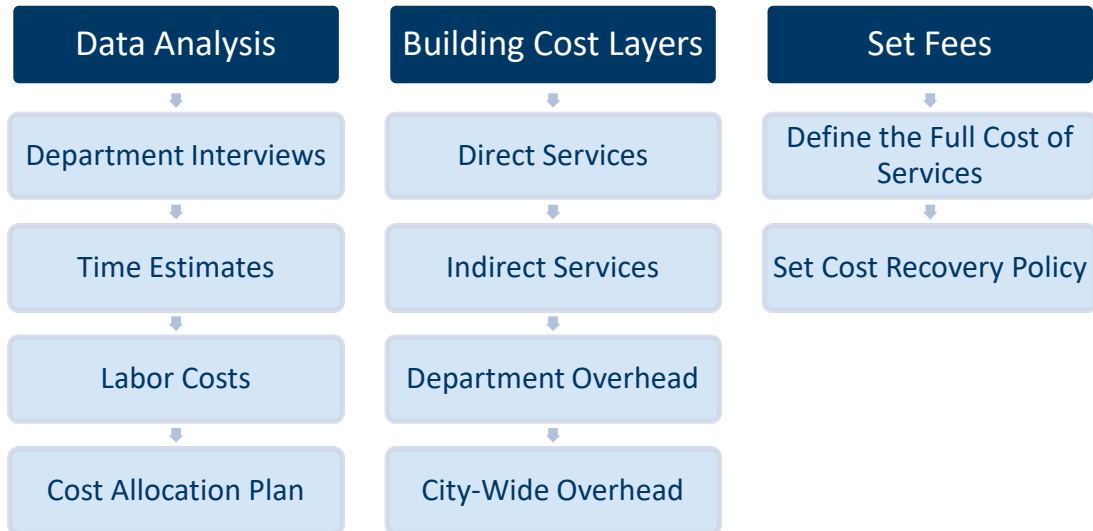 Data Analysis
Department Interviews
Time Estimates
Labor Costs
Cost Allocation Plan
Building Cost Layers
Direct Services
Indirect Services
Department Overhead
City-Wide Overhead
Set Fees
Define the Full Cost of
Services
Set Cost Recovery Policy